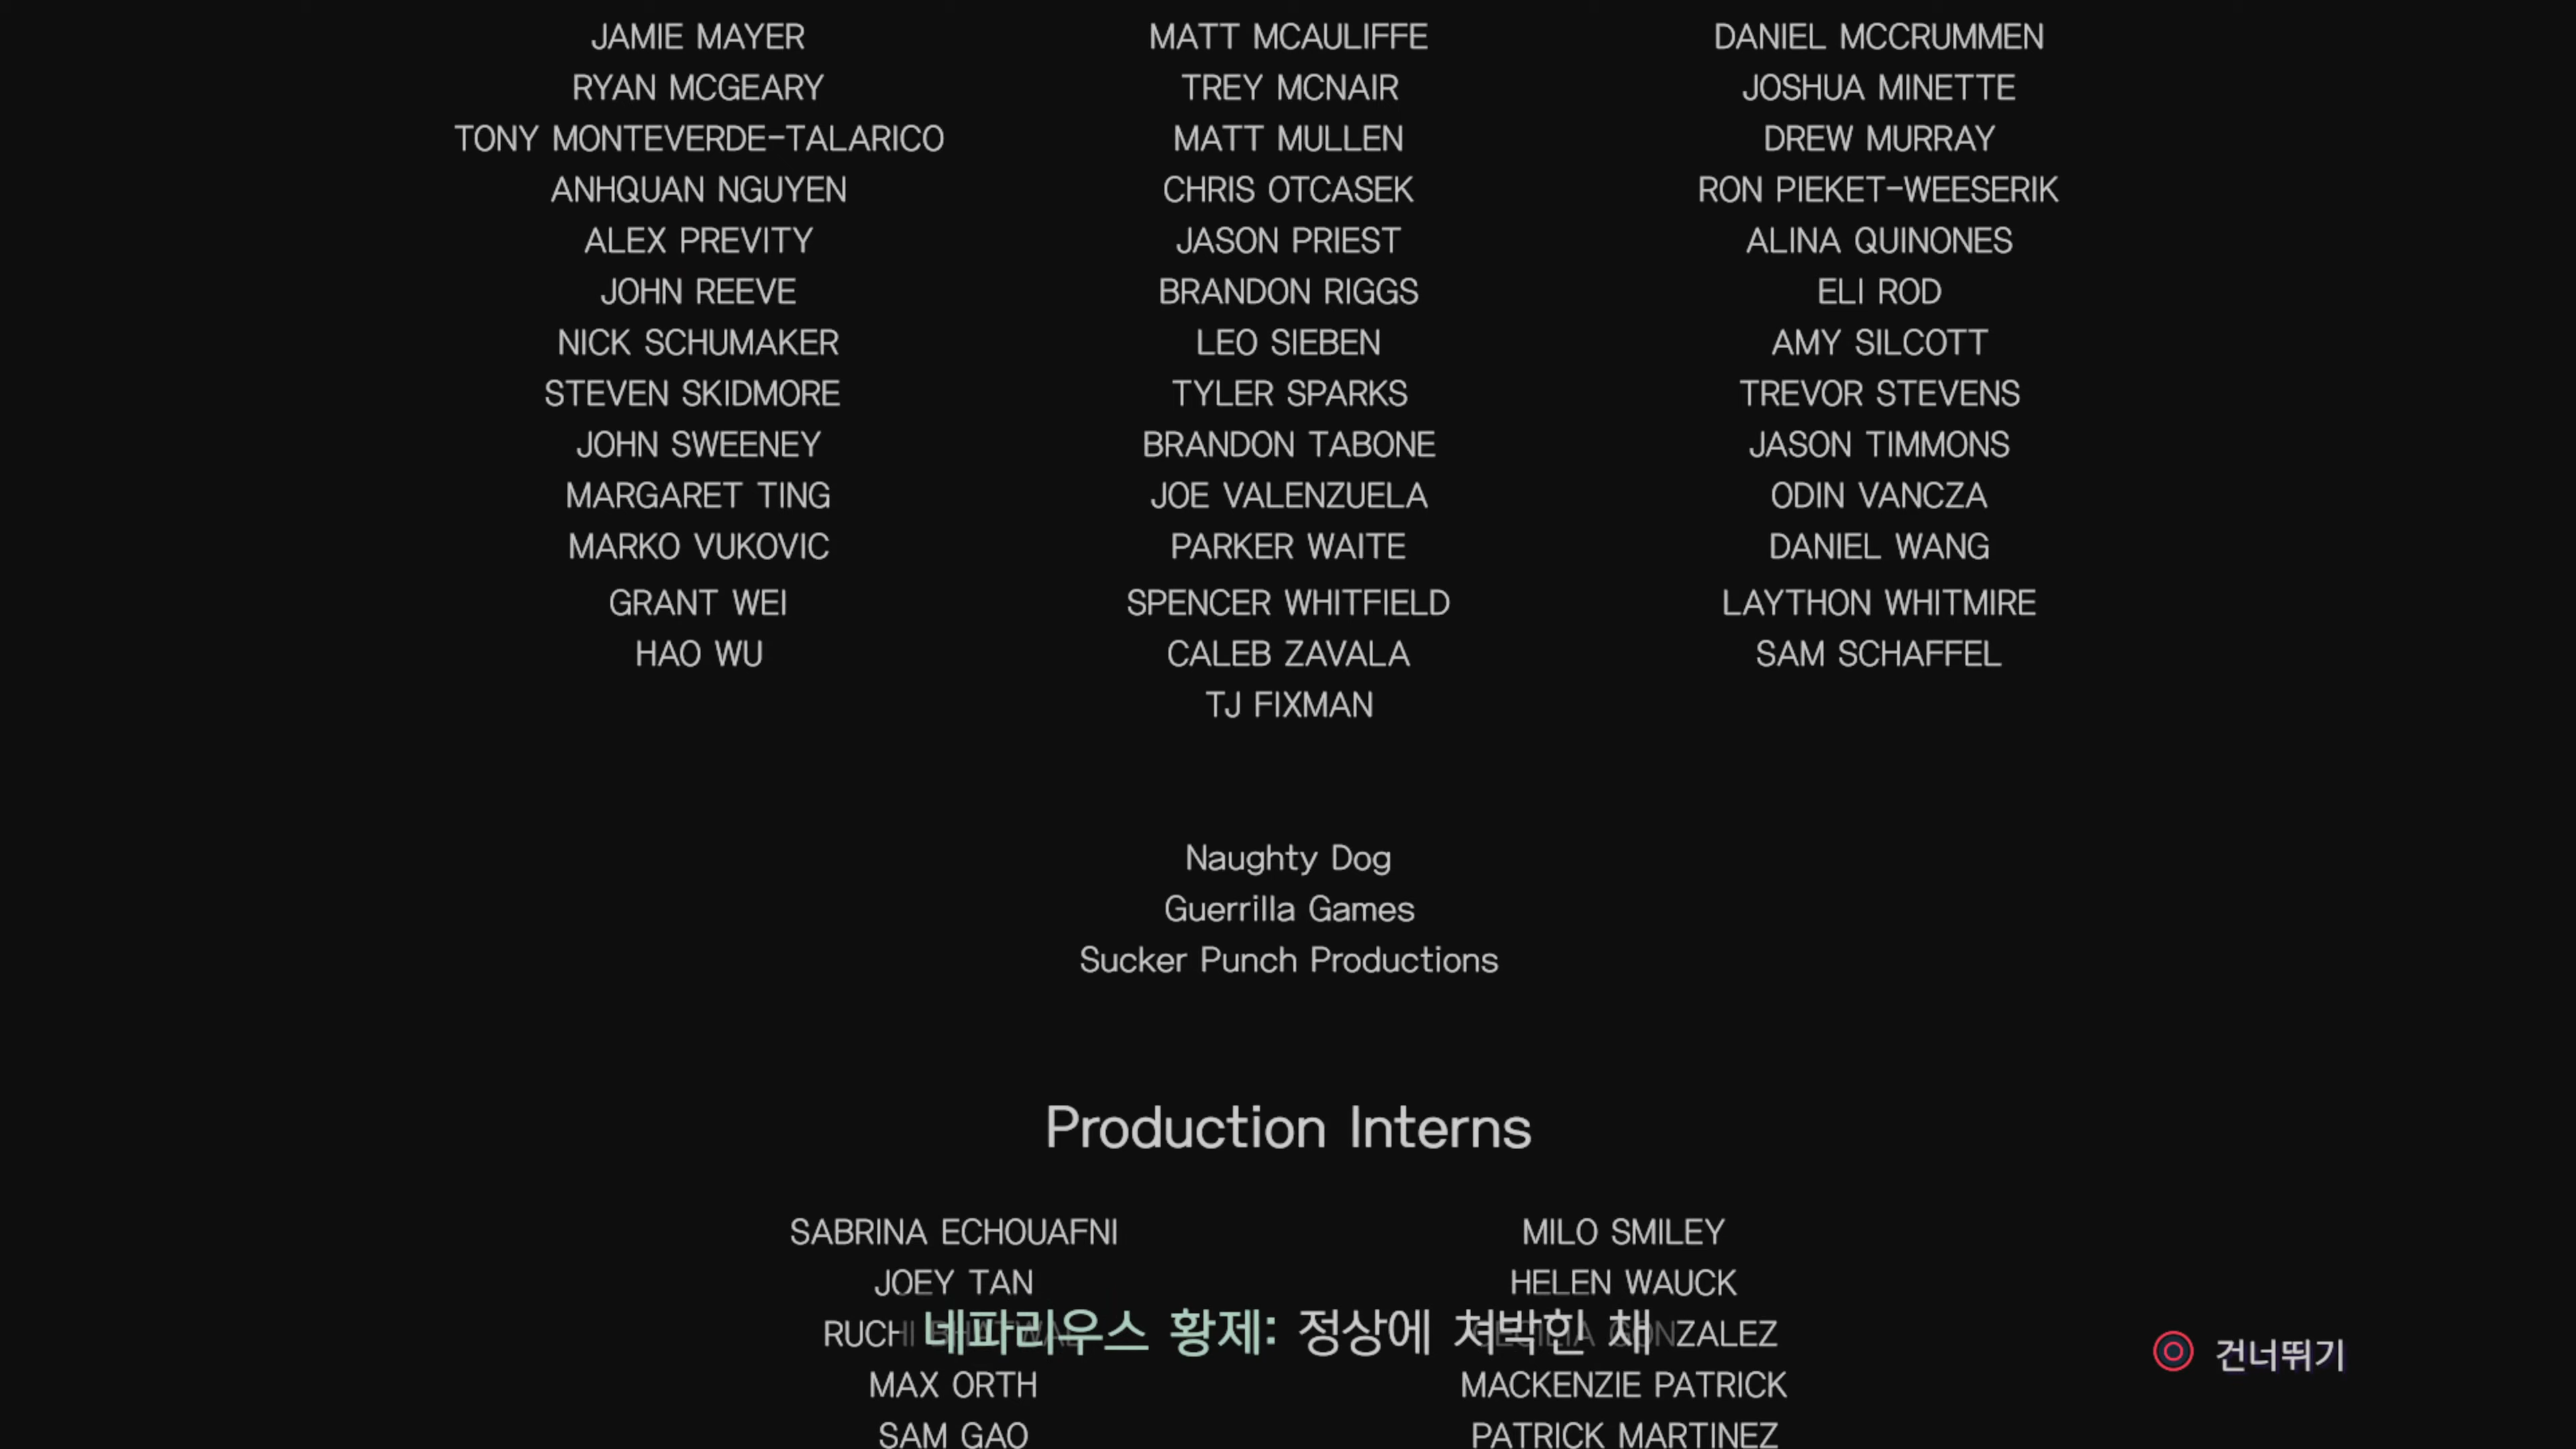 JAMIE MAYER MATT MCAULIFFE DANIEL MCCRUMMEN
RYAN MCGEARY TREY MCNAIR JOSHUA MINETTE
TONY MONTEVERDE-TALARICO MATT MULLEN DREW MURRAY
ANHQUAN NGUYEN CHRIS OTCASEK RON PIEKET-WEESERIK
ALEX PREVITY JASON PRIEST ALINA QUINONES
JOHN REEVE BRANDON RIGGS ELI ROD
NICK SCHUMAKER LEO SIEBEN AMY SILCOTT
STEVEN SKIDMORE TYLER SPARKS TREVOR STEVENS
JOHN SWEENEY BRANDON TABONE JASON TIMMONS
MARGARET TING JOE VALENZUELA ODIN VANCZA
MARKO VUKOVIC PARKER WAITE DANIEL WANG
GRANT WEI SPENCER WHITFIELD LAYTHON WHITMIRE
HAO WU CALEB ZAVALA SAM SCHAFFEL
TJ FIXMAN
Naughty Dog
Guerrilla Games
Sucker Punch Productions
Production Interns
SABRINA ECHOUAFNI MILO SMILEY
JOEY TAN HELEN WAUCK
RUCHI CECILIA GONZALEZ
네파리우스 황제: 정상에 처박힌 채
건너뛰기
MAX ORTH MACKENZIE PATRICK
SAM GAO PATRICK MARTINEZ